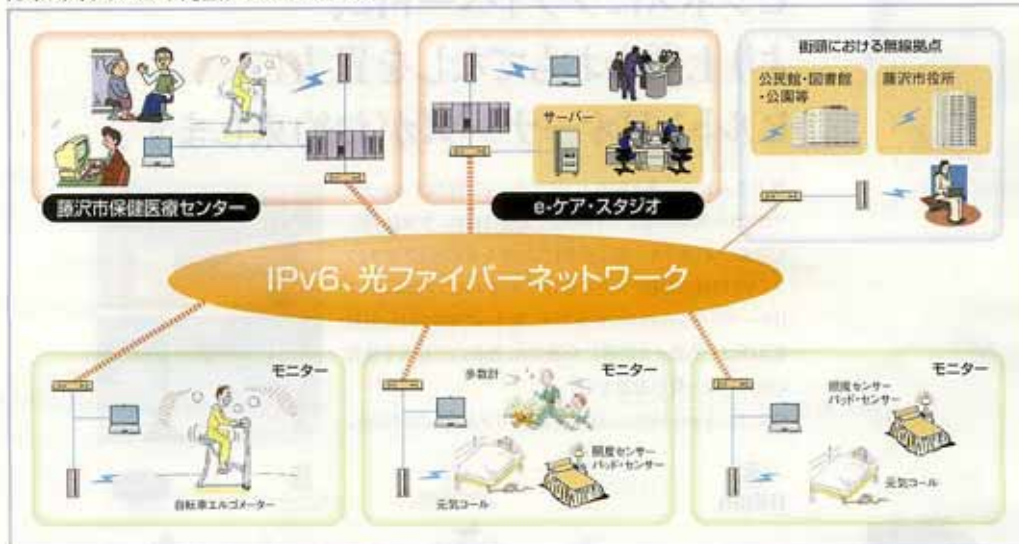 街頭における無線拠点
公民館・図書館
・公園等
藤沢市役所
サーバー
藤沢市保健医療センター
e-ケア・スタジオ
IPv6、光ファイバーネットワーク
モニター
自転車エルゴメーター
モニター
歩数計
照度センサー
パッド・センサー
元気コール
モニター
照度センサー
パッド・センサー
元気コール